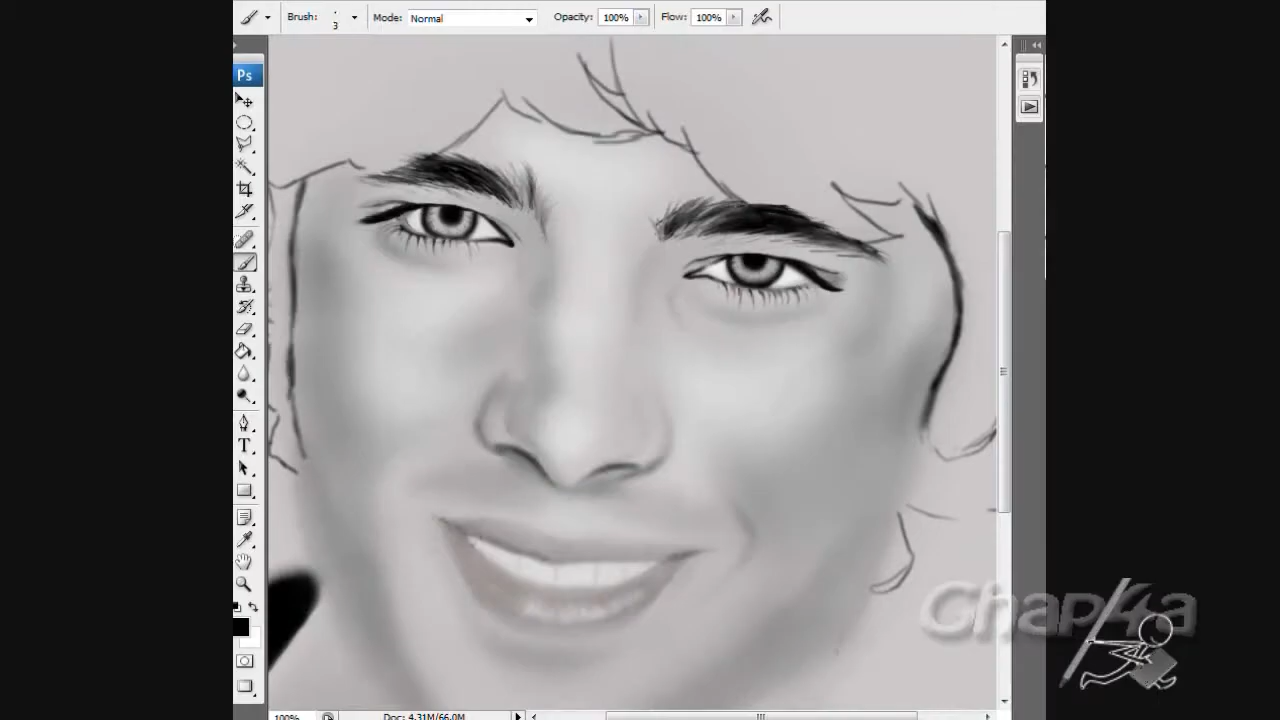 Brush: 3 Mode: Normal Opacity: 100% Flow: 100%
Ps
T
Chap4a
100% Doc: 4.31M/66.0M